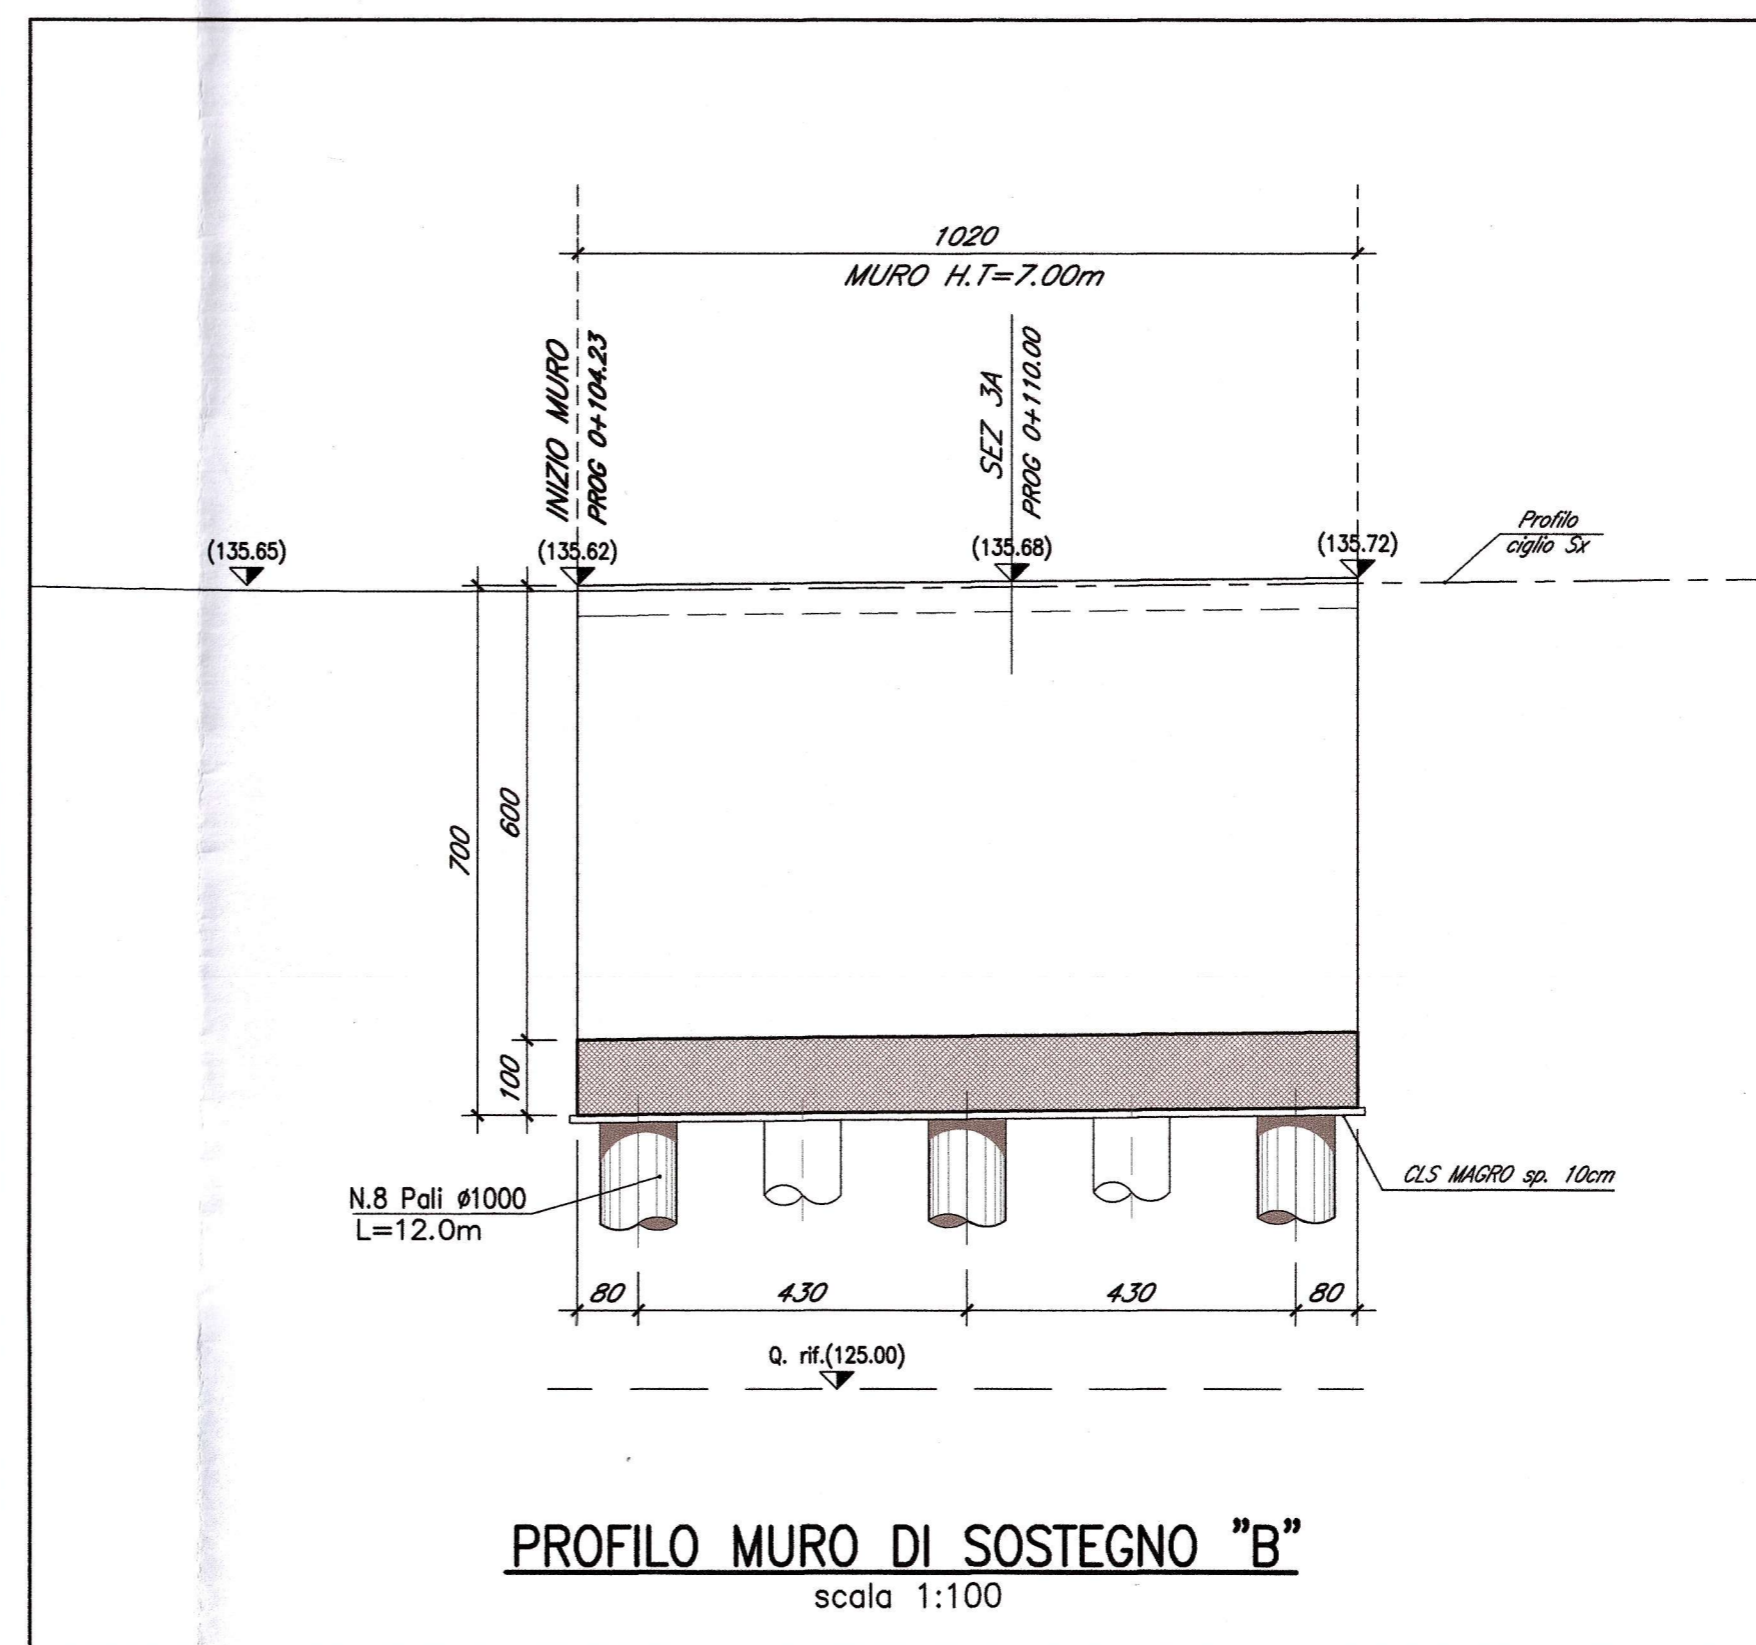 1020
MURO H.T=7.00m
INIZIO MURO
PROG 0+104.23
SEZ 3A
PROG 0+110.00
(135.65)
(135.62)
(135.68)
(135.72)
Profilo
ciglio Sx
700
600
100
N.8 Pali ø1000
L=12.0m
CLS MAGRO sp. 10cm
80
430
430
80
Q. rif.(125.00)
PROFILO MURO DI SOSTEGNO "B"
scala 1:100